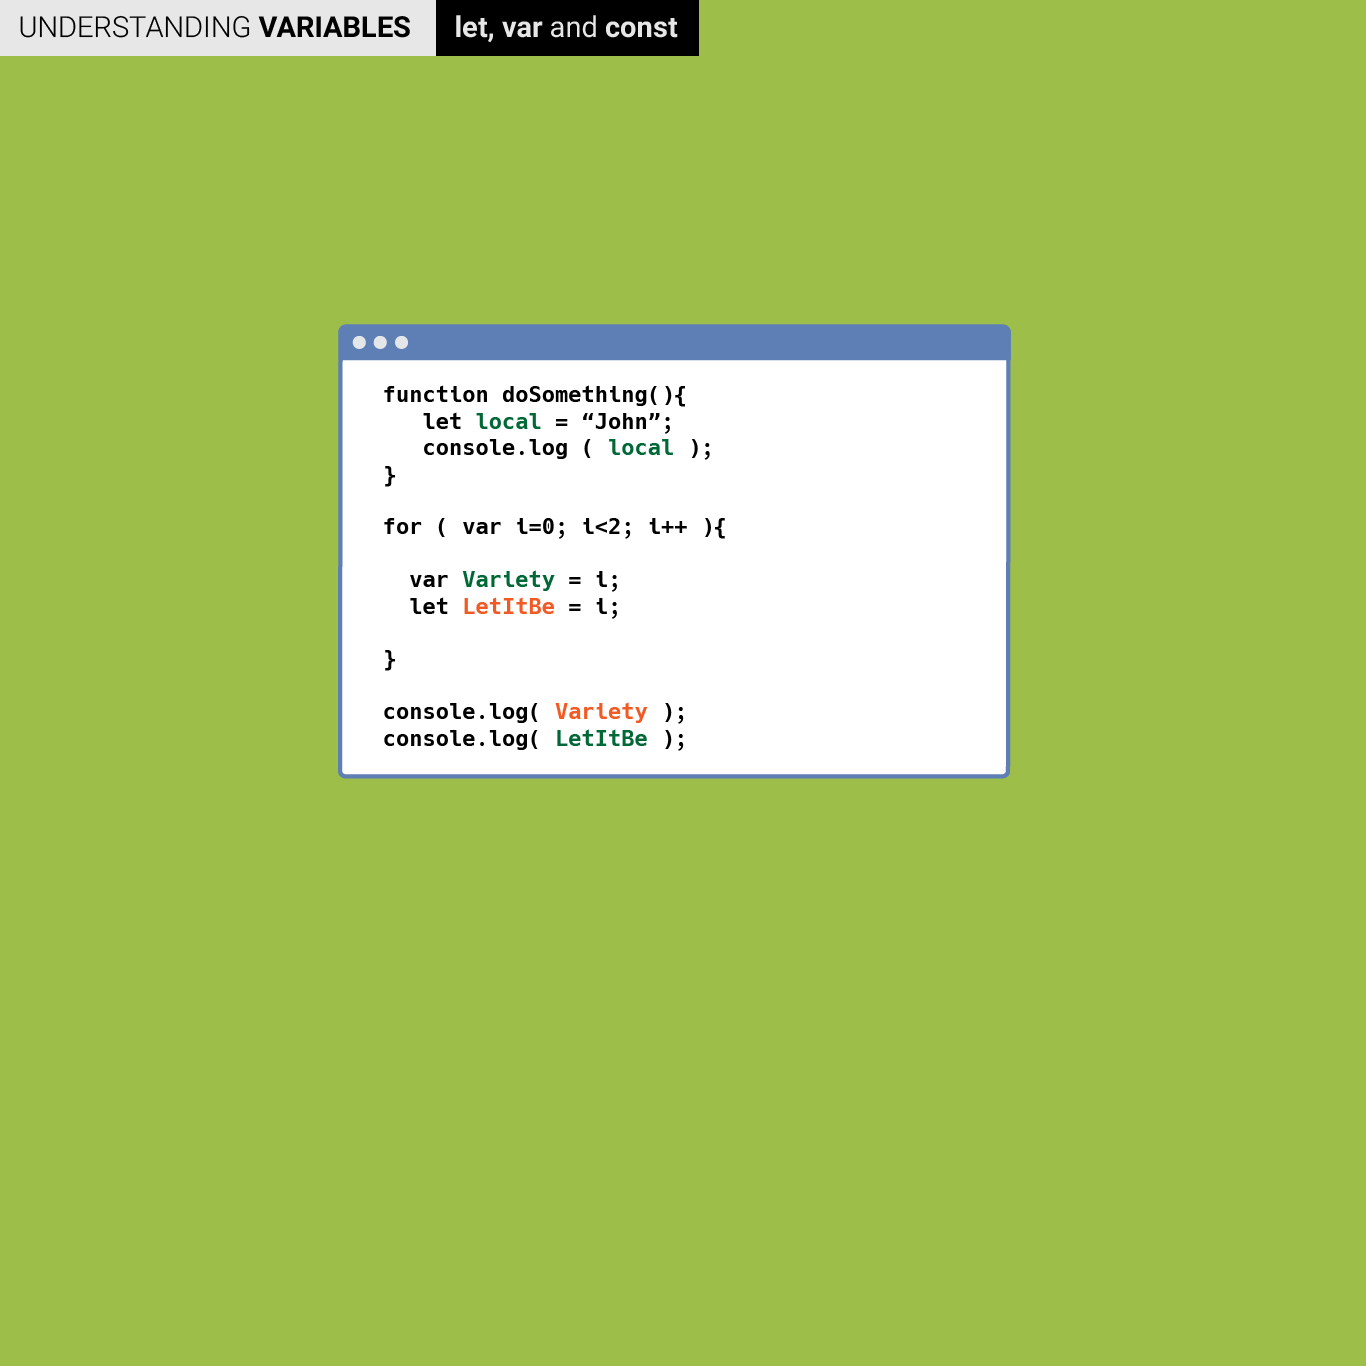 UNDERSTANDING VARIABLES let, var and const
function doSomething(){
let local = “John”;
console.log ( local );
}
for ( var i=0; i<2; i++ ){
var Variety = i;
let LetItBe = i;
}
console.log( Variety );
console.log( LetItBe );